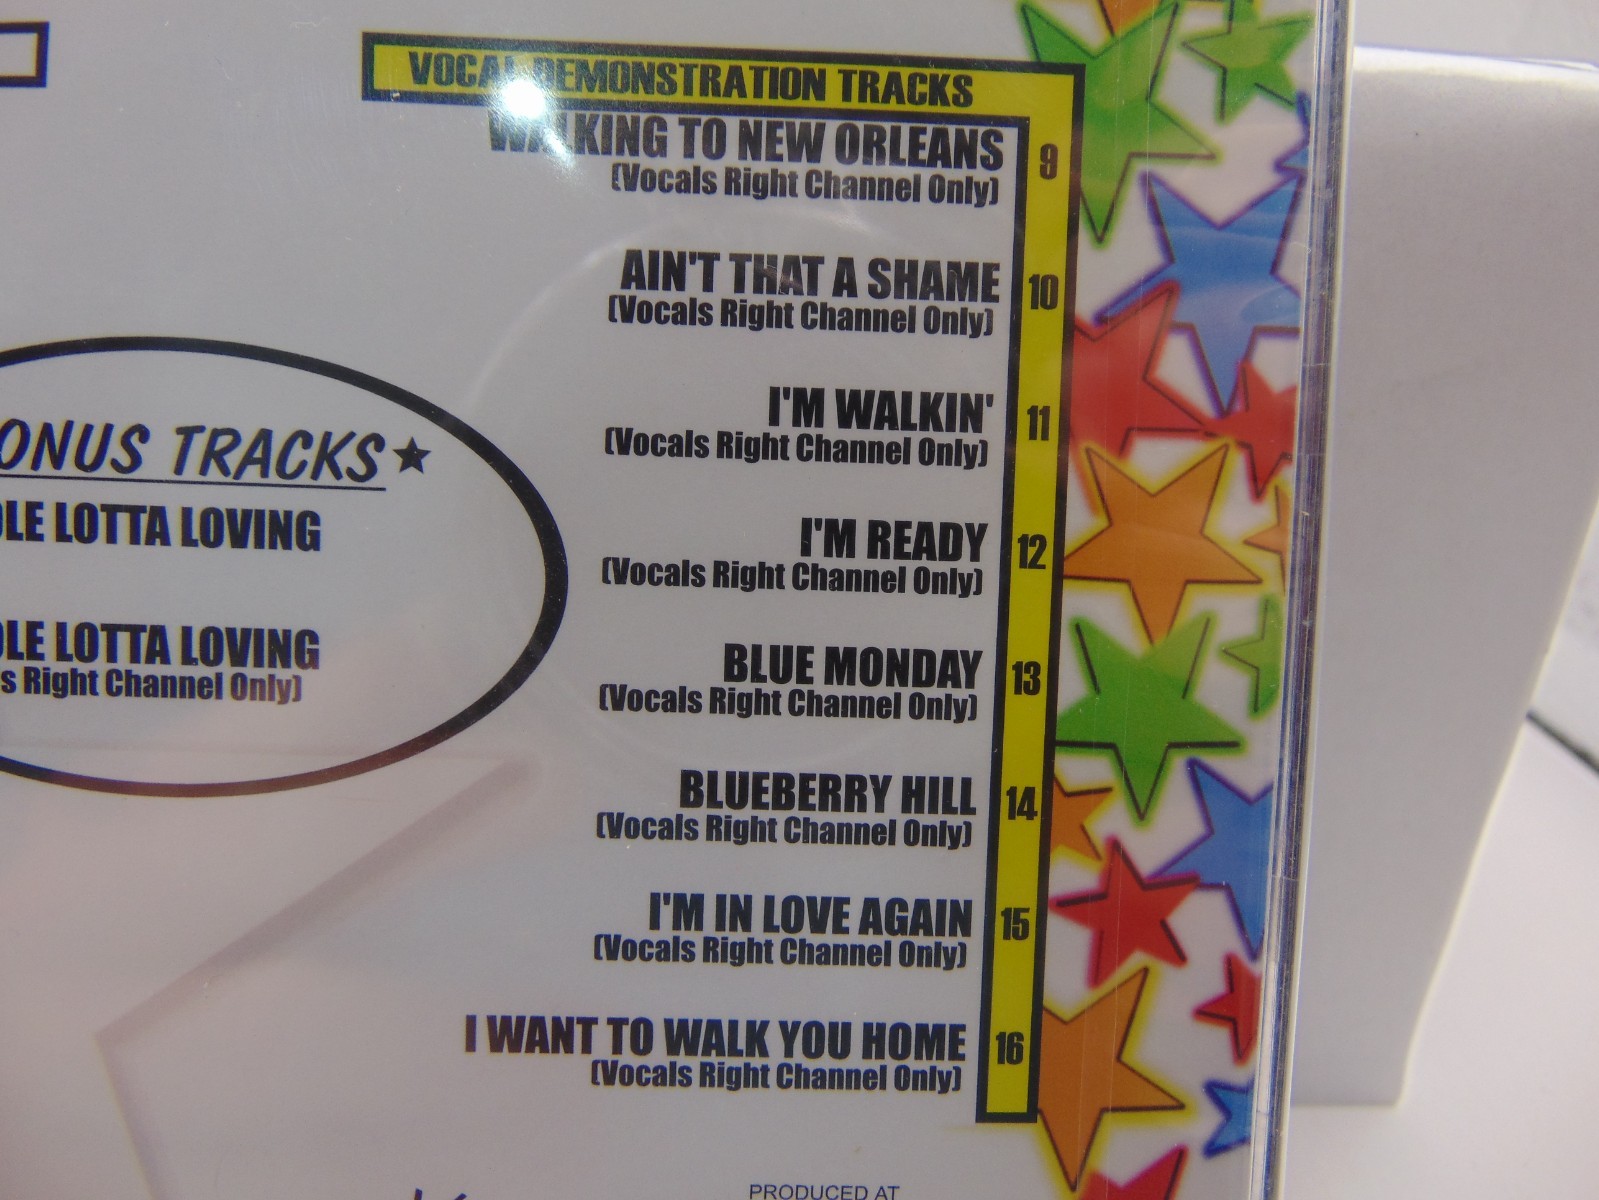 VOCAL DEMONSTRATION TRACKS
WALKING TO NEW ORLEANS 9
(Vocals Right Channel Only)
AIN'T THAT A SHAME 10
(Vocals Right Channel Only)
I'M WALKIN' 11
(Vocals Right Channel Only)
I'M READY 12
(Vocals Right Channel Only)
BLUE MONDAY 13
(Vocals Right Channel Only)
BLUEBERRY HILL 14
(Vocals Right Channel Only)
I'M IN LOVE AGAIN 15
(Vocals Right Channel Only)
I WANT TO WALK YOU HOME 16
(Vocals Right Channel Only)
ONUS TRACKS★
OLE LOTTA LOVING
OLE LOTTA LOVING
s Right Channel Only)
PRODUCED AT